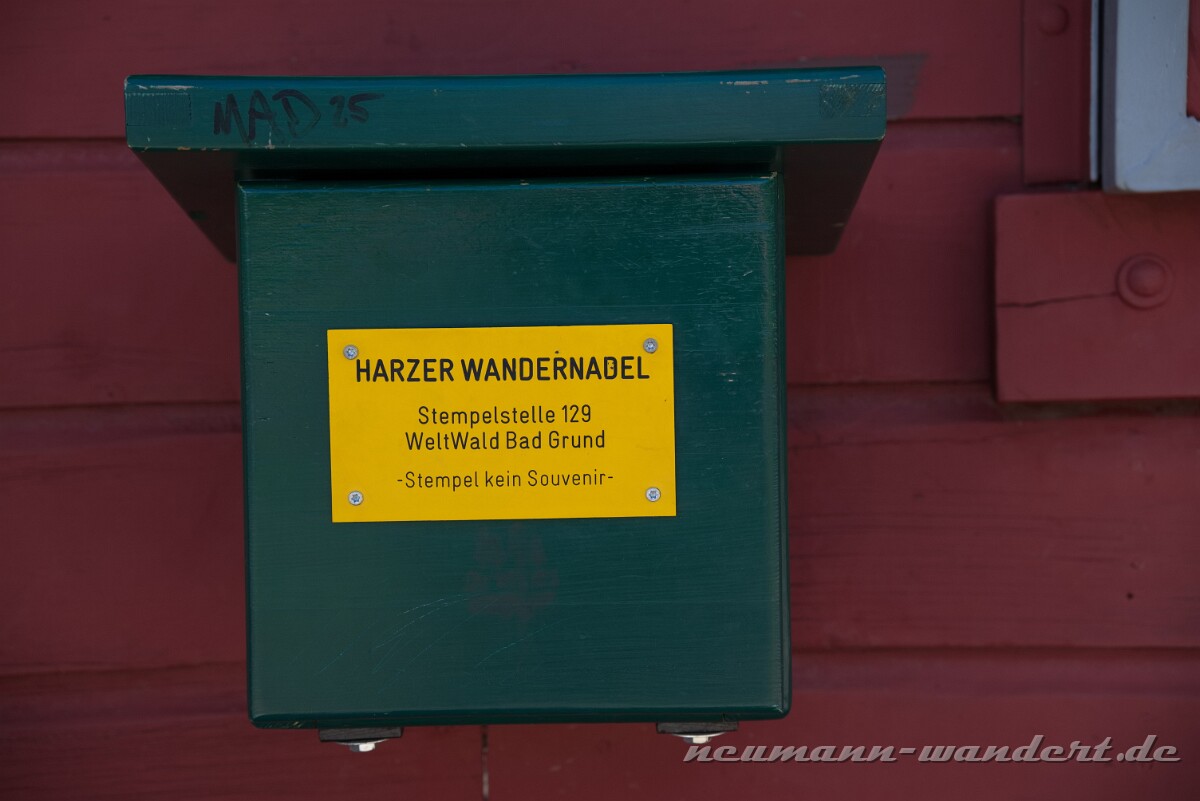 MAD 25
HARZER WANDERNADEL
Stempelstelle 129
WeltWald Bad Grund
-Stempel kein Souvenir-
neumann-wandert.de